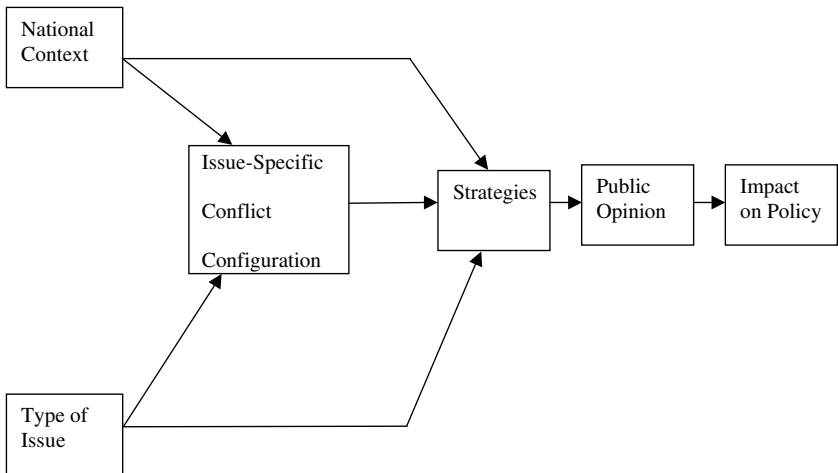 National
Context
Issue-Specific
Conflict
Configuration
Strategies
Public
Opinion
Impact
on Policy
Type of
Issue